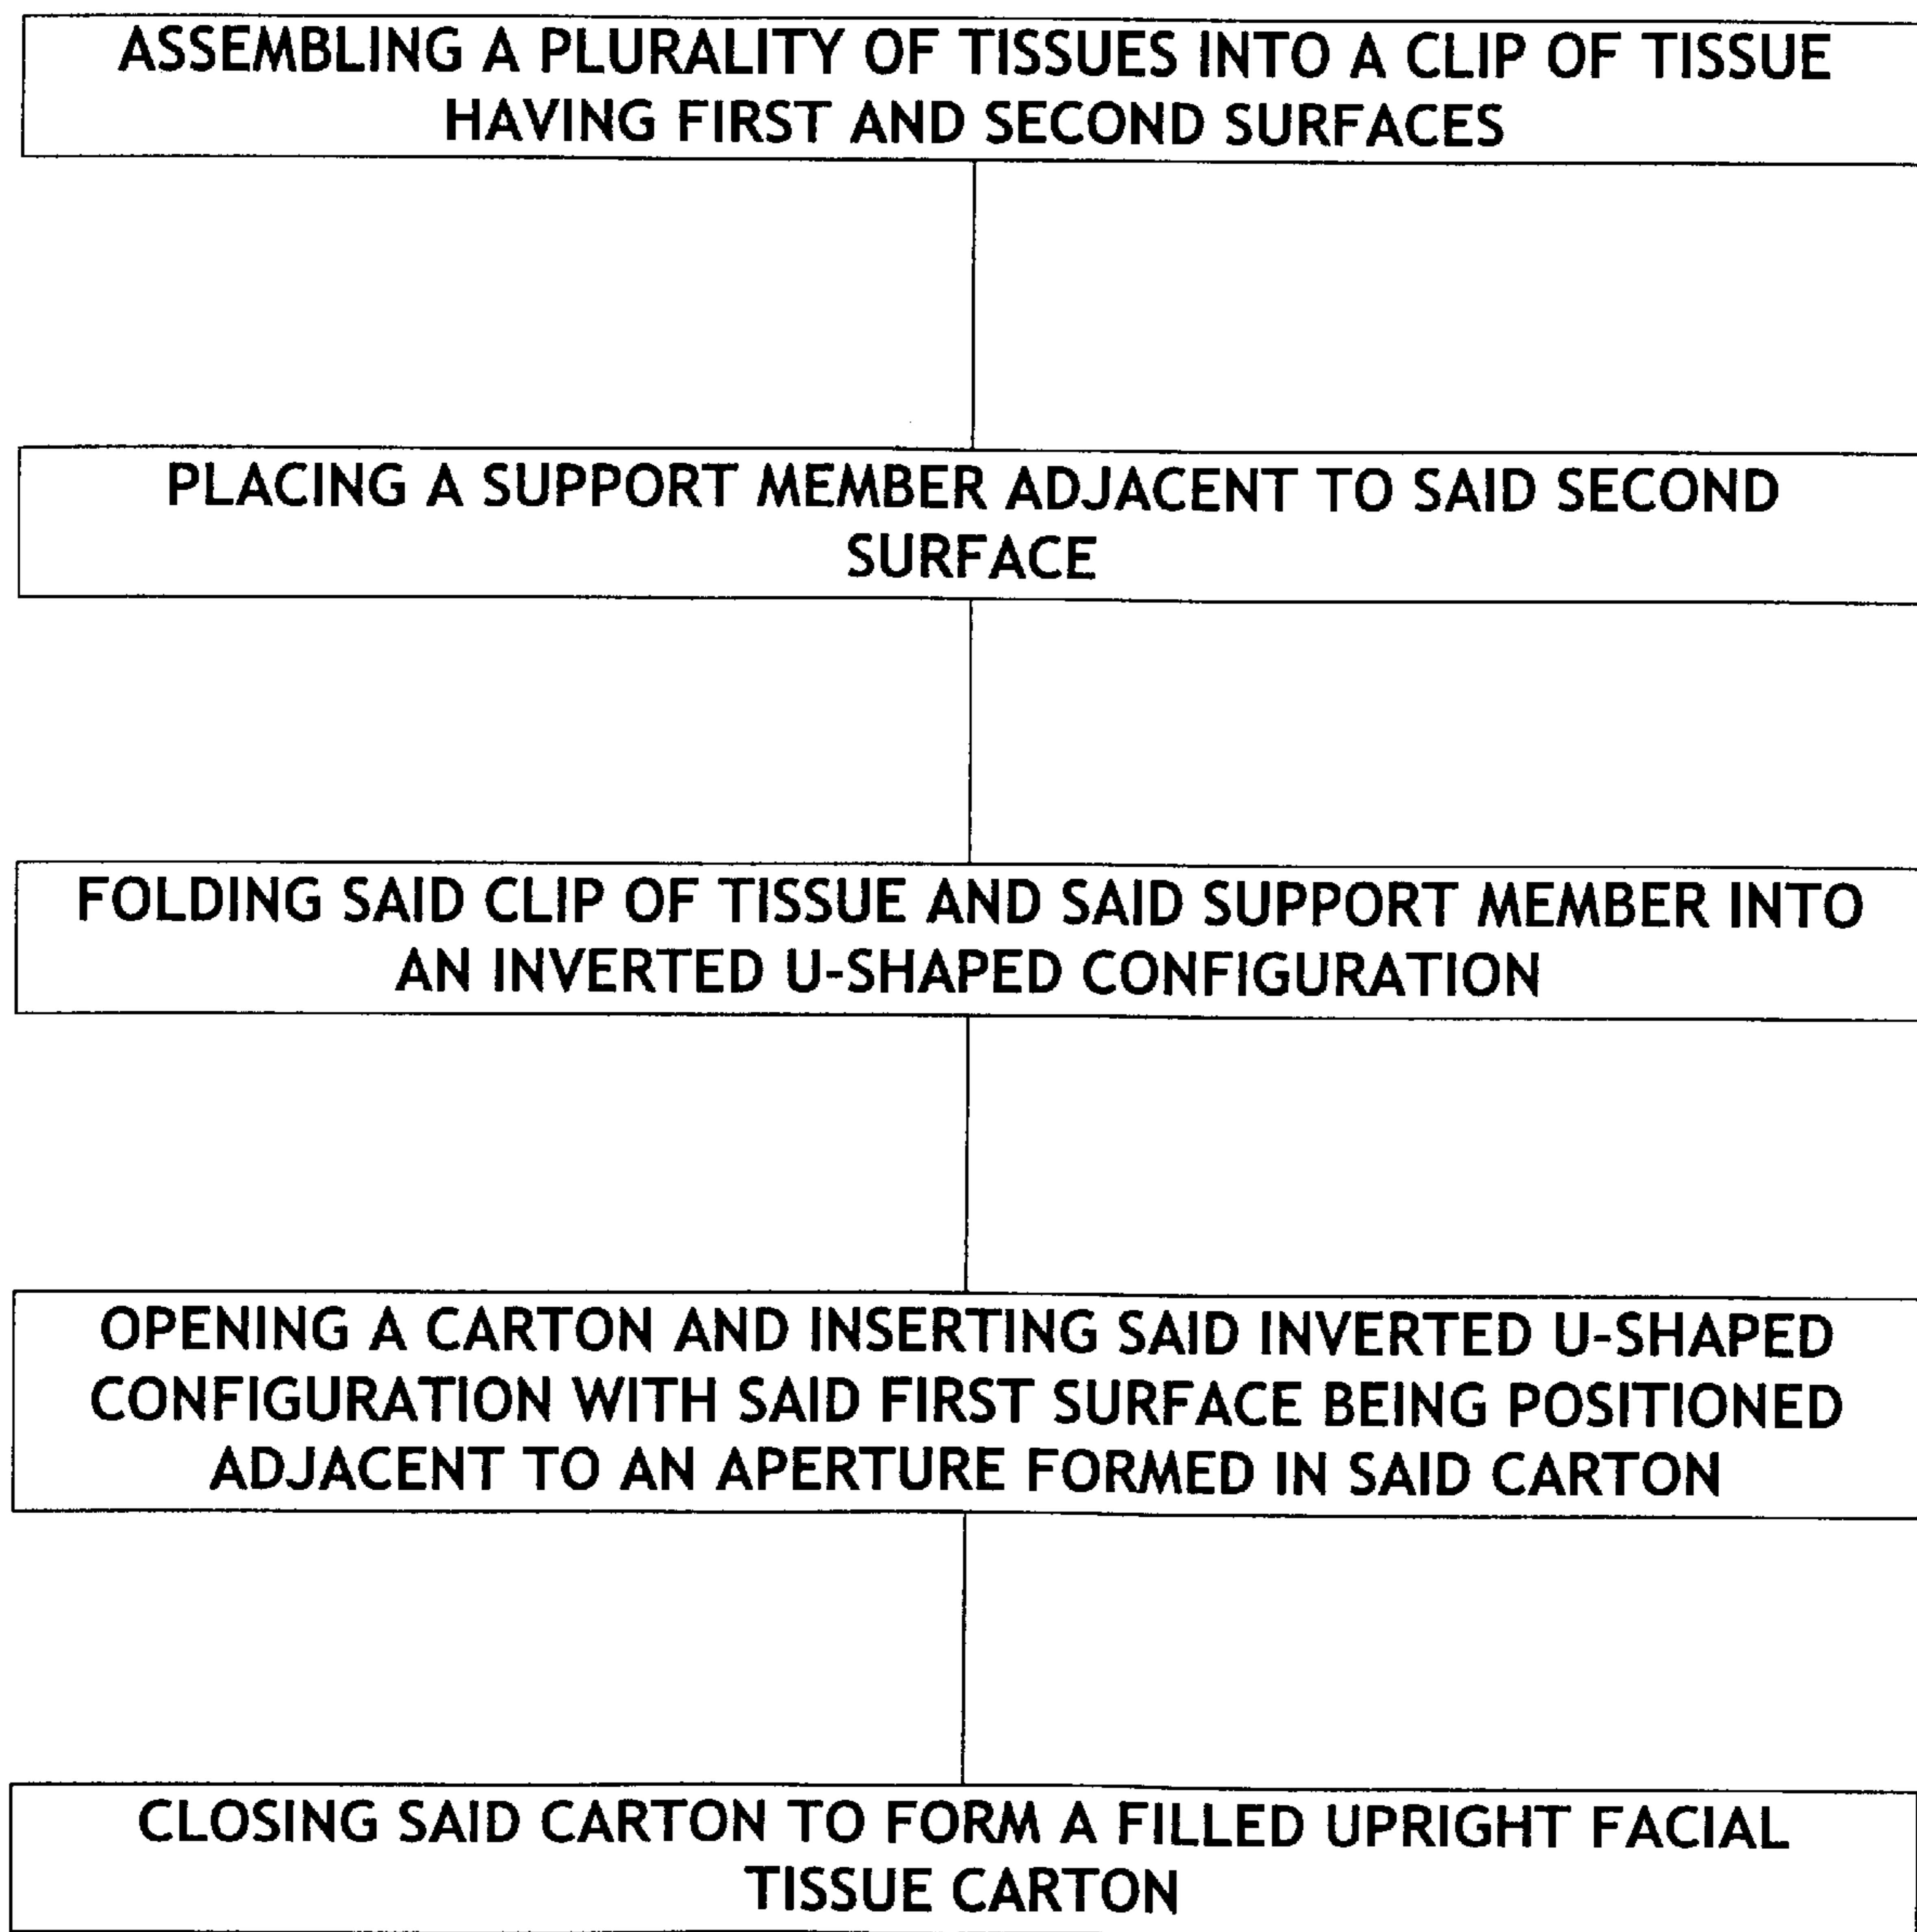 ASSEMBLING A PLURALITY OF TISSUES INTO A CLIP OF TISSUE
HAVING FIRST AND SECOND SURFACES
PLACING A SUPPORT MEMBER ADJACENT TO SAID SECOND
SURFACE
FOLDING SAID CLIP OF TISSUE AND SAID SUPPORT MEMBER INTO
AN INVERTED U-SHAPED CONFIGURATION
OPENING A CARTON AND INSERTING SAID INVERTED U-SHAPED
CONFIGURATION WITH SAID FIRST SURFACE BEING POSITIONED
ADJACENT TO AN APERTURE FORMED IN SAID CARTON
CLOSING SAID CARTON TO FORM A FILLED UPRIGHT FACIAL
TISSUE CARTON